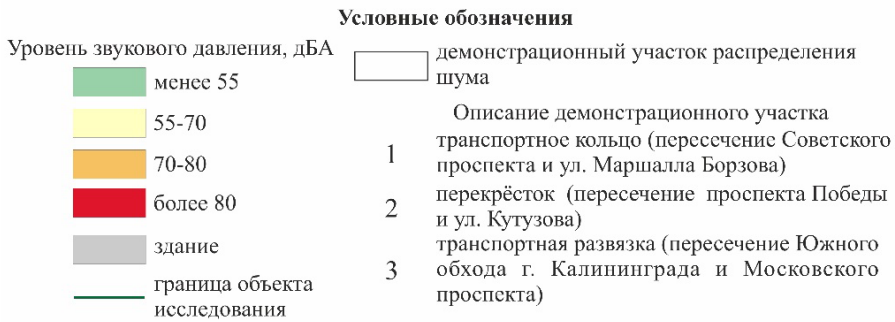 Условные обозначения
Уровень звукового давления, дБА
менее 55
55-70
70-80
более 80
здание
граница объекта
исследования
демонстрационный участок распределения
шума
Описание демонстрационного участка
1
транспортное кольцо (пересечение Советского
проспекта и ул. Маршалла Борзова)
2
перекрёсток (пересечение проспекта Победы
и ул. Кутузова)
3
транспортная развязка (пересечение Южного
обхода г. Калининграда и Московского
проспекта)